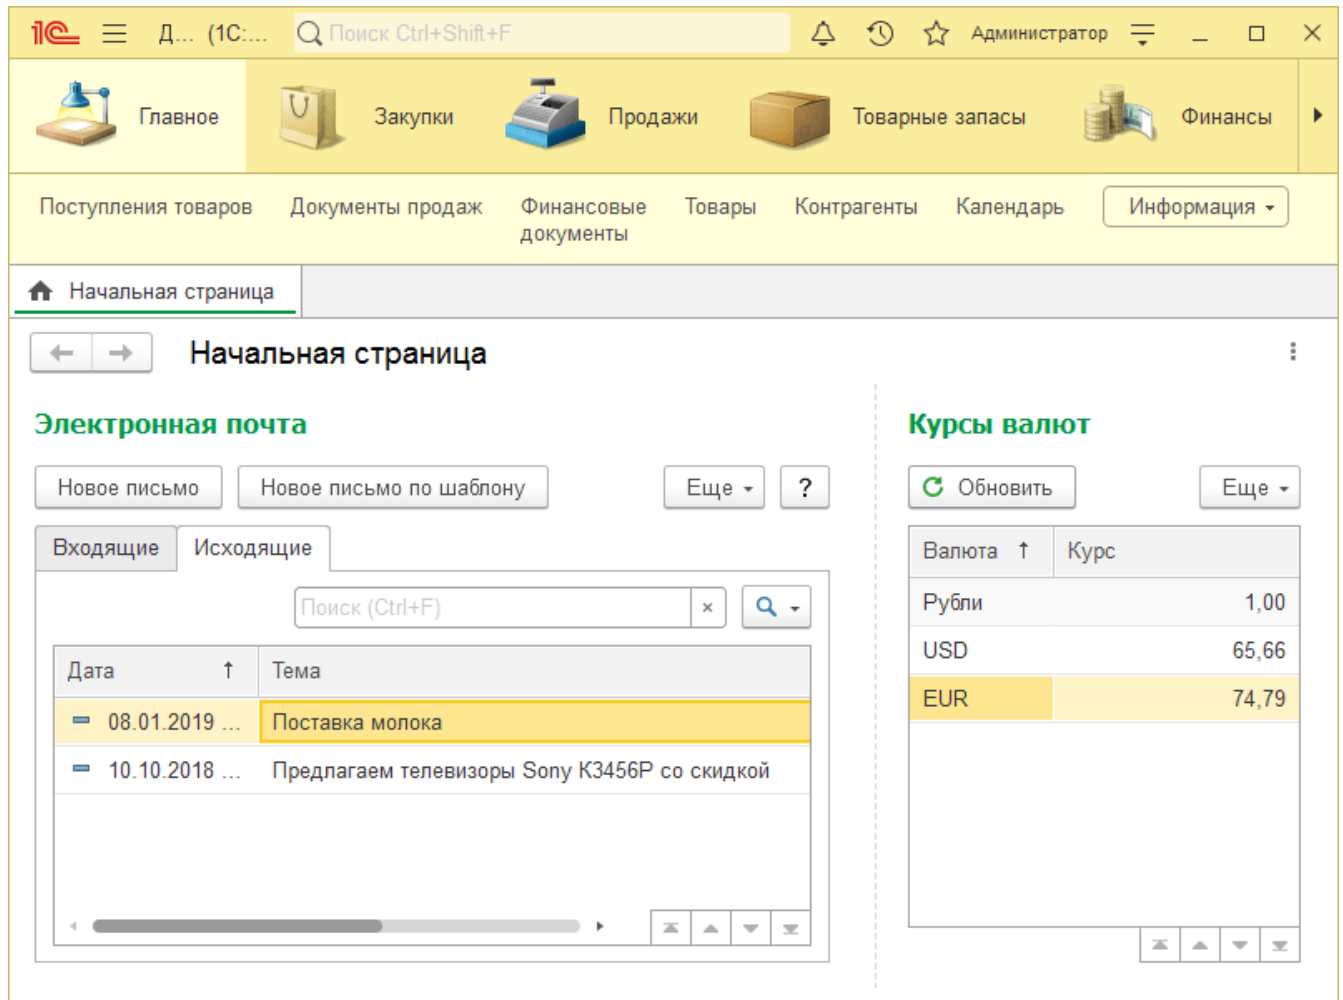 1С Д... (1С:... Поиск Ctrl+Shift+F Администратор
Главное Закупки Продажи Товарные запасы Финансы
Поступления товаров Документы продаж Финансовые документы Товары Контрагенты Календарь Информация
Начальная страница
Начальная страница
Электронная почта
Новое письмо Новое письмо по шаблону Еще ?
Входящие Исходящие
Поиск (Ctrl+F) ×
Дата ↑ Тема
08.01.2019 ... Поставка молока
10.10.2018 ... Предлагаем телевизоры Sony К3456Р со скидкой
Курсы валют
Обновить Еще
Валюта ↑ Курс
Рубли 1,00
USD 65,66
EUR 74,79